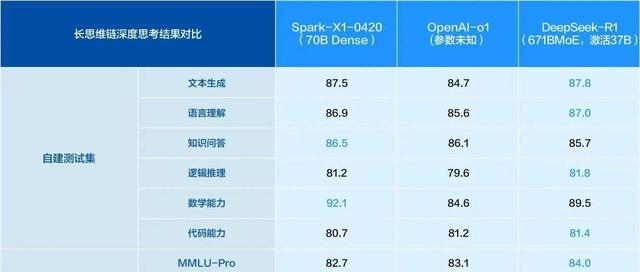 长思维链深度思考结果对比 Spark-X1-0420 OpenAI-o1 DeepSeek-R1
(70B Dense) (参数未知) (671BMoE,激活37B)
自建测试集
文本生成 87.5 84.7 87.8
语言理解 86.9 85.6 87.0
知识问答 86.5 86.1 85.7
逻辑推理 81.2 79.6 81.8
数学能力 92.1 84.6 89.5
代码能力 80.7 81.2 81.4
MMLU-Pro 82.7 83.1 84.0